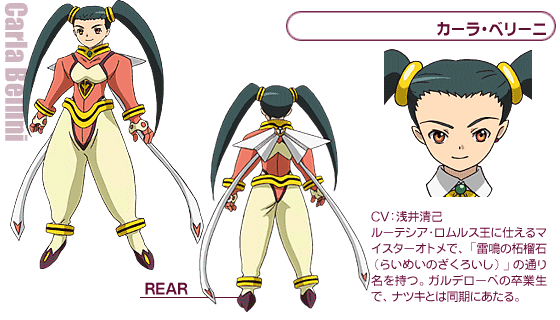 Carla Bellini
カーラ・ベリーニ
REAR
CV：浅井清己
ルーテシア・ロムルス王に仕えるマ
イスターオトメで、「雷鳴の柘榴石
（らいめいのざくろいし）」の通り
名を持つ。ガルデローベの卒業生
で、ナツキとは同期にあたる。